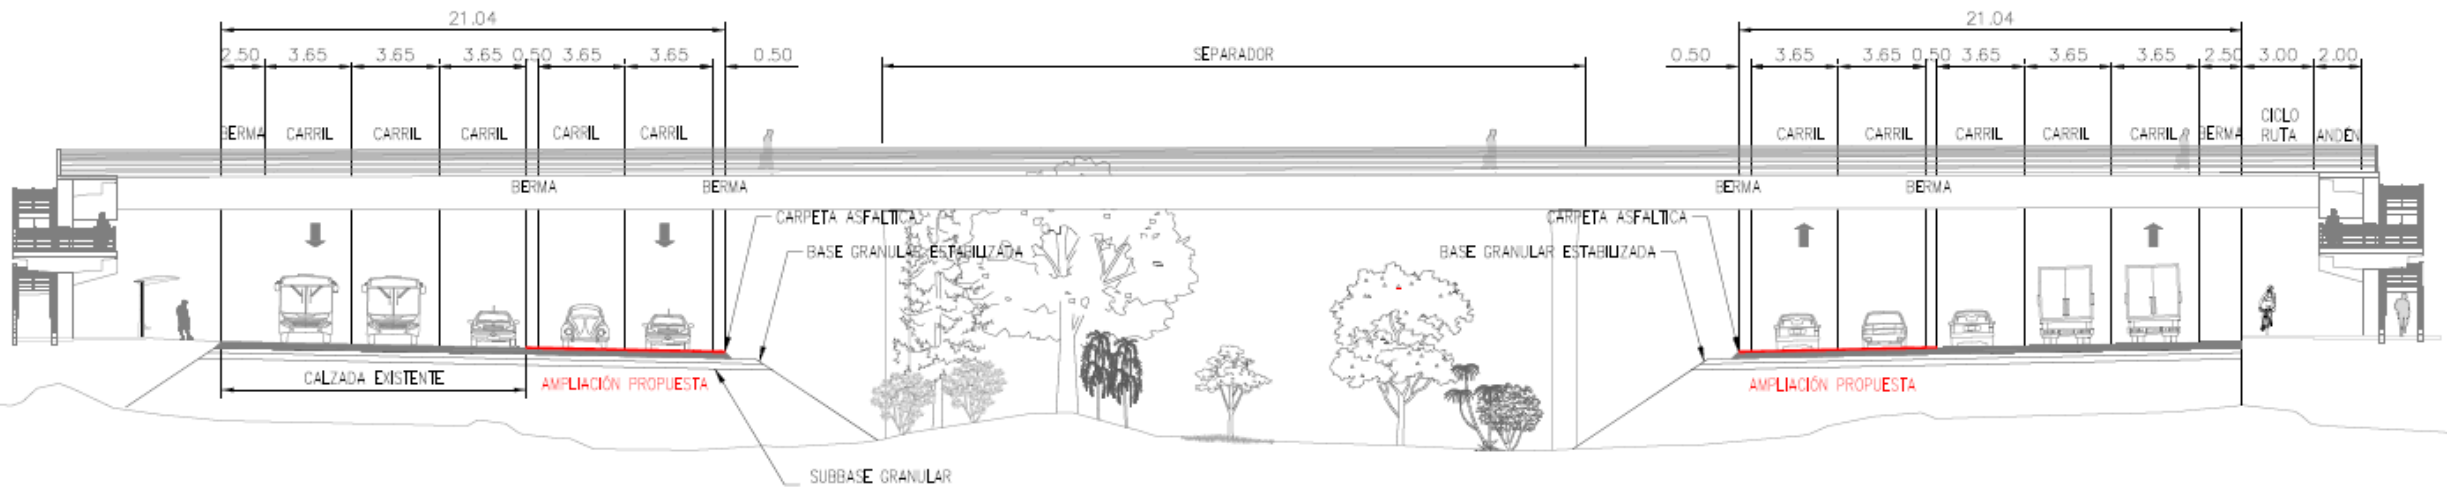 21.04
21.04
2.50 3.65 3.65 3.65 0.50 3.65 3.65 0.50
SEPARADOR
0.50 3.65 3.65 0.50 3.65 3.65 3.65 2.50 3.00 2.00
BERMA CARRIL CARRIL CARRIL CARRIL CARRIL
CARRIL CARRIL CARRIL CARRIL CARRIL BERMA
CICLO
RUTA
ANDÉN
BERMA BERMA
BERMA BERMA
CARPETA ASFALTICA
CARPETA ASFALTICA
BASE GRANULAR ESTABILIZADA
BASE GRANULAR ESTABILIZADA
CALZADA EXISTENTE
AMPLIACIÓN PROPUESTA
AMPLIACIÓN PROPUESTA
SUBBASE GRANULAR